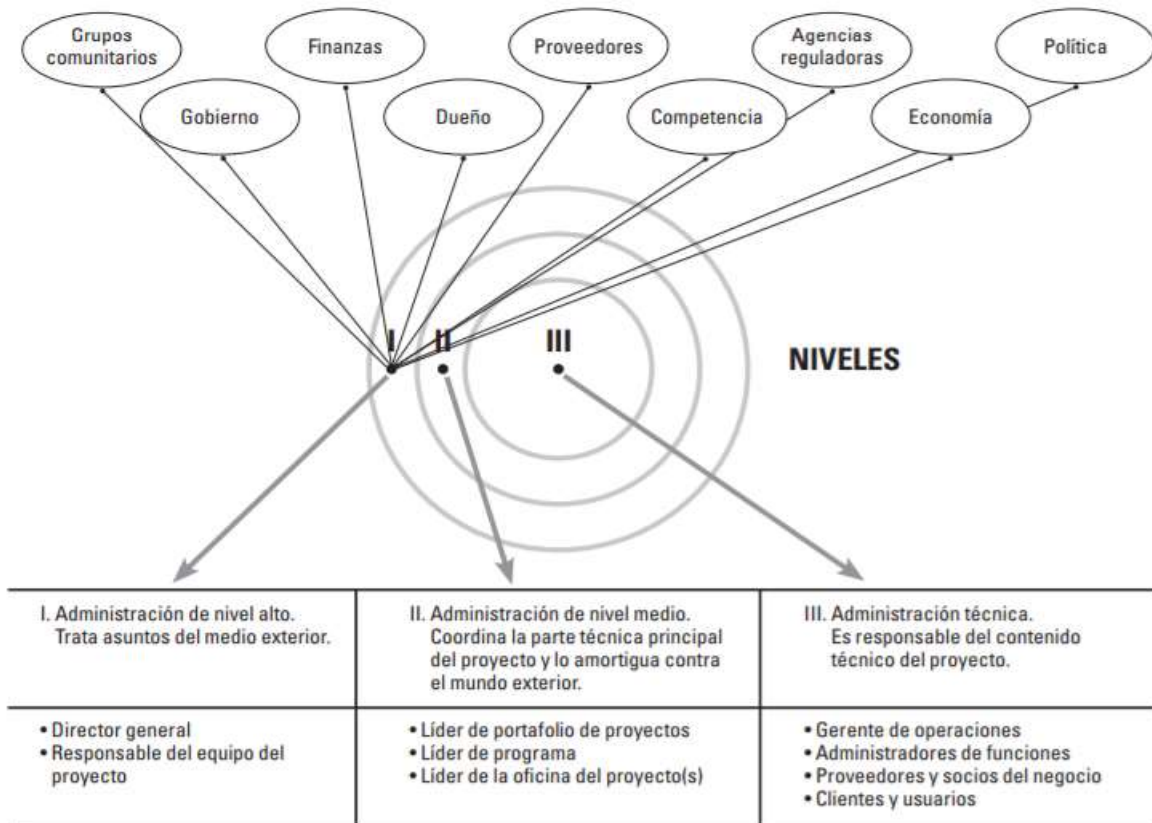 Grupos
comunitarios
Finanzas
Proveedores
Agencias
reguladoras
Política
Gobierno
Dueño
Competencia
Economía
I
II
III
NIVELES
I. Administración de nivel alto.
Trata asuntos del medio exterior.
II. Administración de nivel medio.
Coordina la parte técnica principal
del proyecto y lo amortigua contra
el mundo exterior.
III. Administración técnica.
Es responsable del contenido
técnico del proyecto.
• Director general
• Responsable del equipo del
proyecto
• Líder de portafolio de proyectos
• Líder de programa
• Líder de la oficina del proyecto(s)
• Gerente de operaciones
• Administradores de funciones
• Proveedores y socios del negocio
• Clientes y usuarios